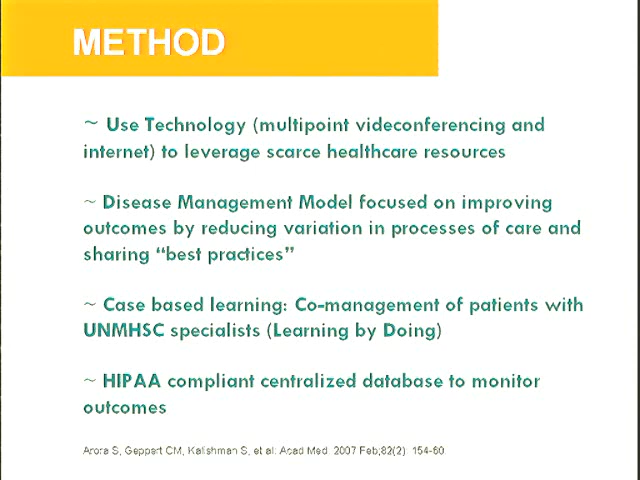 METHOD
~ Use Technology (multipoint videoconferencing and
internet) to leverage scarce healthcare resources
~ Disease Management Model focused on improving
outcomes by reducing variation in processes of care and
sharing “best practices”
~ Case based learning: Co-management of patients with
UNMHSC specialists (Learning by Doing)
~ HIPAA compliant centralized database to monitor
outcomes
Arora S, Geppert CM, Kalishman S, et al: Acad Med. 2007 Feb;82(2): 154-60.